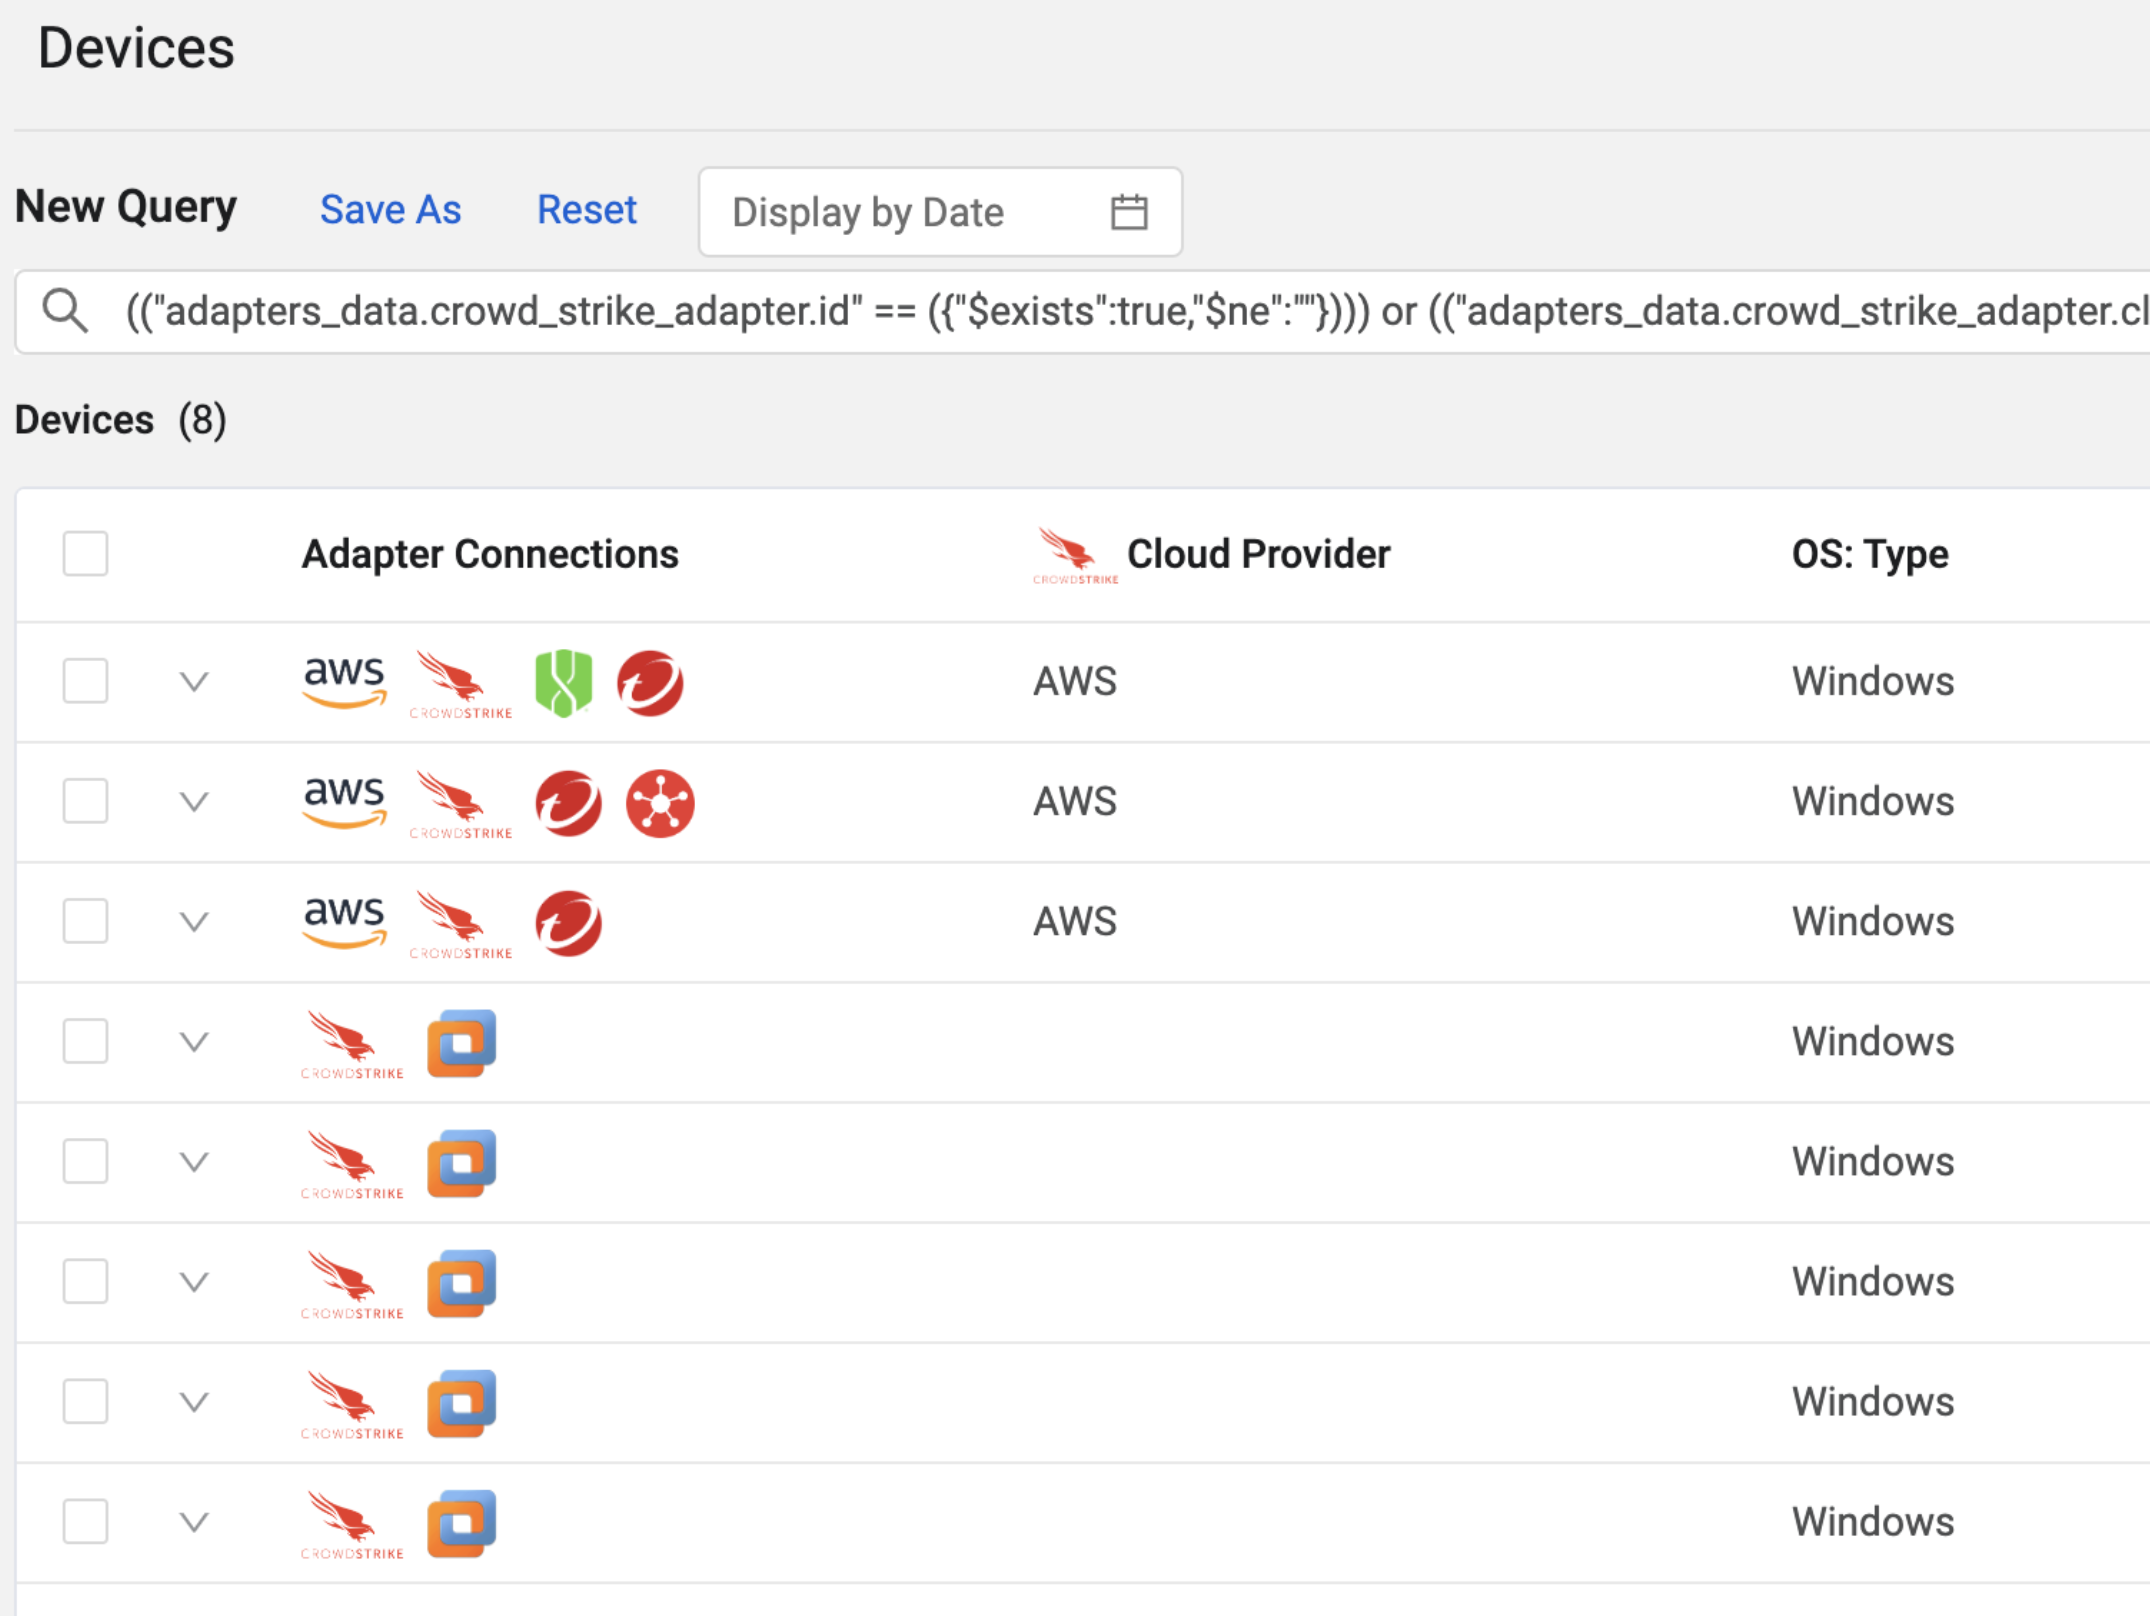 Devices
New Query Save As Reset Display by Date
(("adapters_data.crowd_strike_adapter.id" == ({"$exists":true,"$ne":""}))) or (("adapters_data.crowd_strike_adapter.cl
Devices (8)
Adapter Connections CROWDSTRIKE Cloud Provider OS: Type
aws CROWDSTRIKE AWS Windows
aws CROWDSTRIKE AWS Windows
aws CROWDSTRIKE AWS Windows
CROWDSTRIKE Windows
CROWDSTRIKE Windows
CROWDSTRIKE Windows
CROWDSTRIKE Windows
CROWDSTRIKE Windows